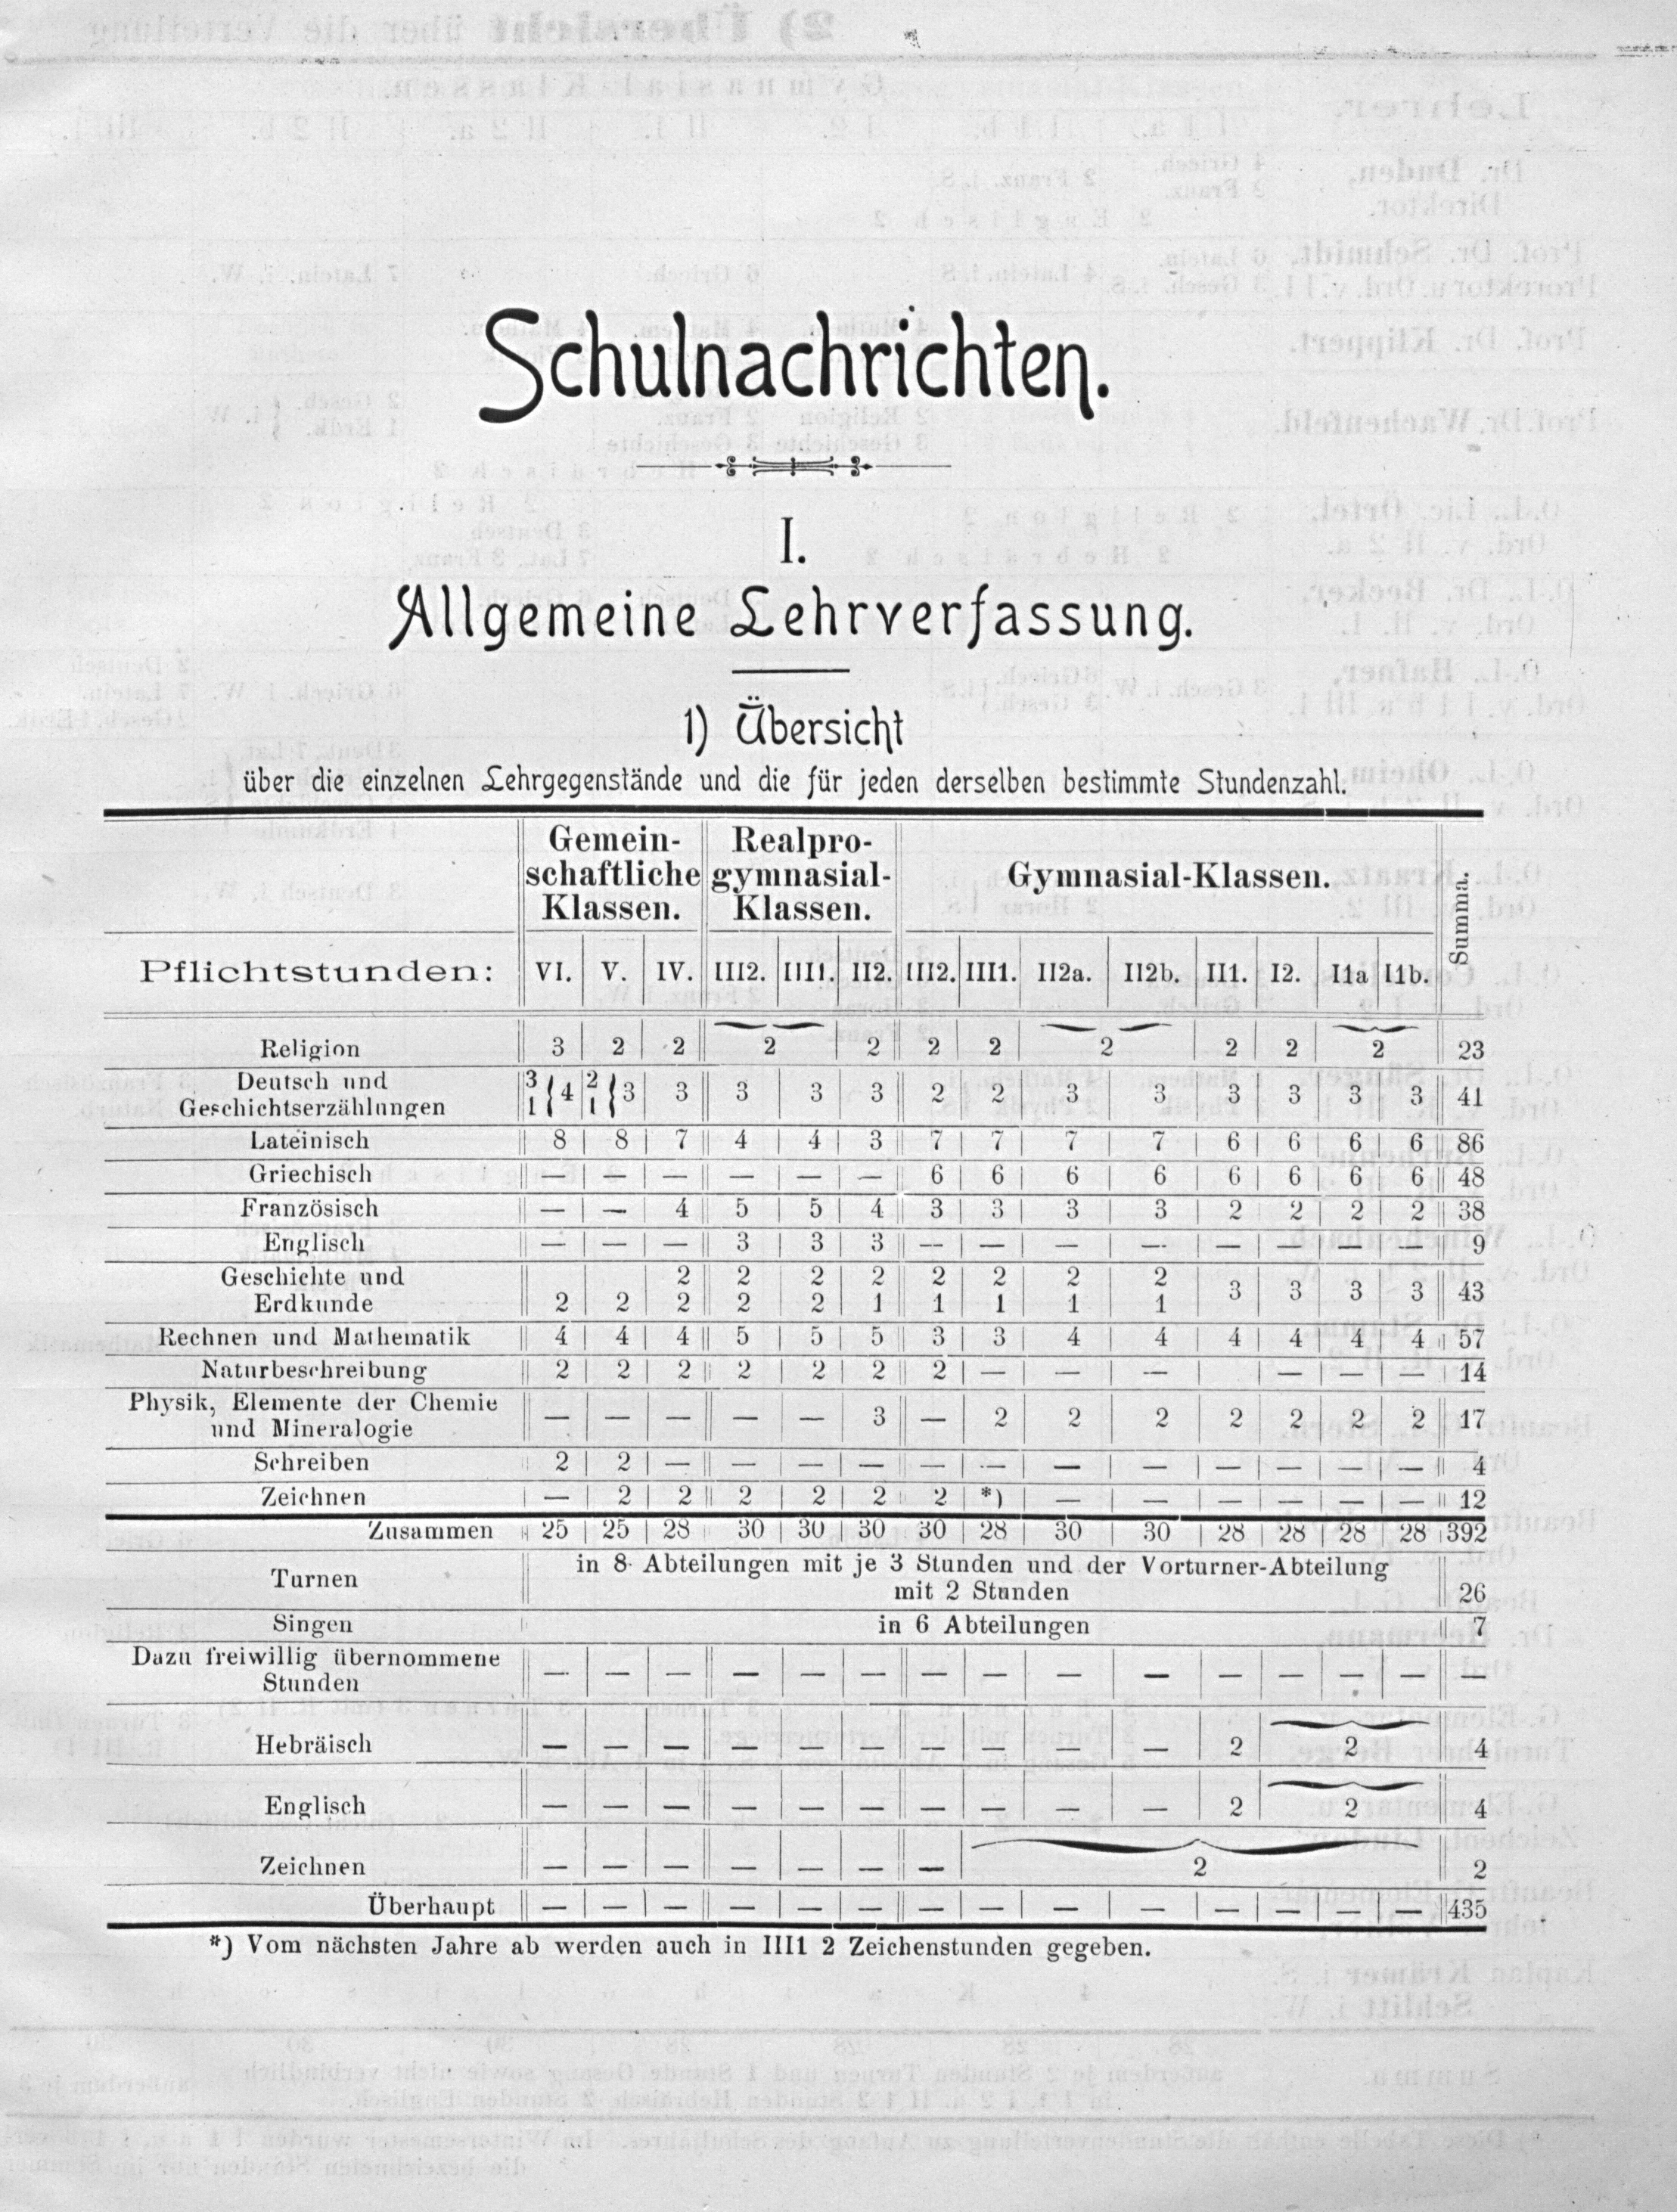 Schulnachrichten.
I.
Allgemeine Lehrverfassung.
1) Übersicht
über die einzelnen Lehrgegenstände und die für jeden derselben bestimmte Stundenzahl.
Gemein- Realpro-
schaftliche gymnasial- Gymnasial-Klassen. Summa.
Klassen. Klassen.
Pflichtstunden: VI. V. IV. III2. III1. II2. III2. III1. II2a. II2b. II1. I2. I1a I1b.
Religion 3 2 2 2 2 2 2 2 2 2 2 23
Deutsch und 3 2
Geschichtserzählungen 1 { 4 1 { 3 3 3 3 3 2 2 3 3 3 3 3 3 41
Lateinisch 8 8 7 4 4 3 7 7 7 7 6 6 6 6 86
Griechisch — — — — — — 6 6 6 6 6 6 6 6 48
Französisch — — 4 5 5 4 3 3 3 3 2 2 2 2 38
Englisch — — — 3 3 3 — — — — — — — — 9
Geschichte und 2 2 2 2 2 2 2 2 3 3 3 3 43
Erdkunde 2 2 2 2 2 1 1 1 1 1
Rechnen und Mathematik 4 4 4 5 5 5 3 3 4 4 4 4 4 4 57
Naturbeschreibung 2 2 2 2 2 2 2 — — — — — — 14
Physik, Elemente der Chemie
und Mineralogie — — — — — 3 — 2 2 2 2 2 2 2 17
Schreiben 2 2 — — — — — — — — — — — — 4
Zeichnen — 2 2 2 2 2 2 *) — — — — — — 12
Zusammen 25 25 28 30 30 30 30 28 30 30 28 28 28 28 392
in 8 Abteilungen mit je 3 Stunden und der Vorturner-Abteilung
Turnen mit 2 Stunden 26
Singen in 6 Abteilungen 7
Dazu freiwillig übernommene
Stunden — — — — — — — — — — — — — — —
Hebräisch — — — — — — — — — — 2 2 4
Englisch — — — — — — — — — — 2 2 4
Zeichnen — — — — — — — 2 2
Überhaupt — — — — — — — — — — — — — — 435
*) Vom nächsten Jahre ab werden auch in III1 2 Zeichenstunden gegeben.